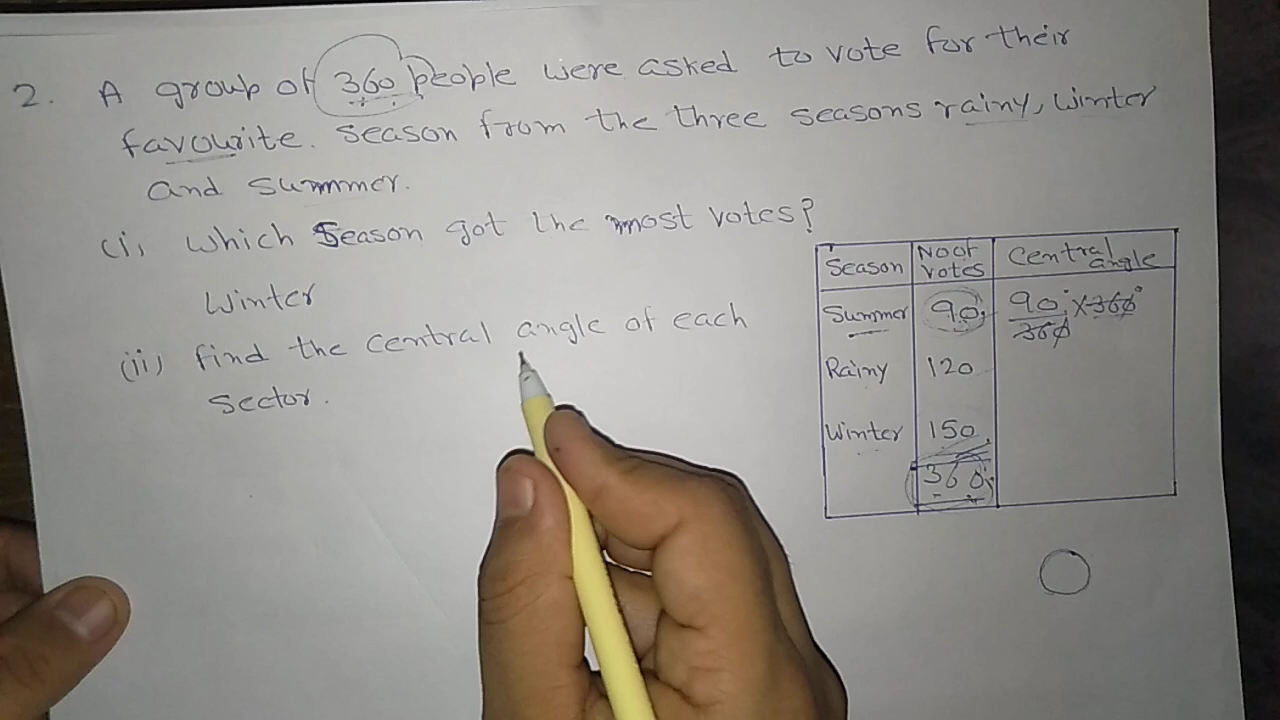 2. A group of 360 people were asked to vote for their
favourite season from the three seasons rainy, winter
and summer.
(i) Which Season got the most votes?
Winter
(ii) Find the central angle of each
sector.
Season No of votes Central angle
Summer 90 90°/360 × 360°
Rainy 120
Winter 150
360